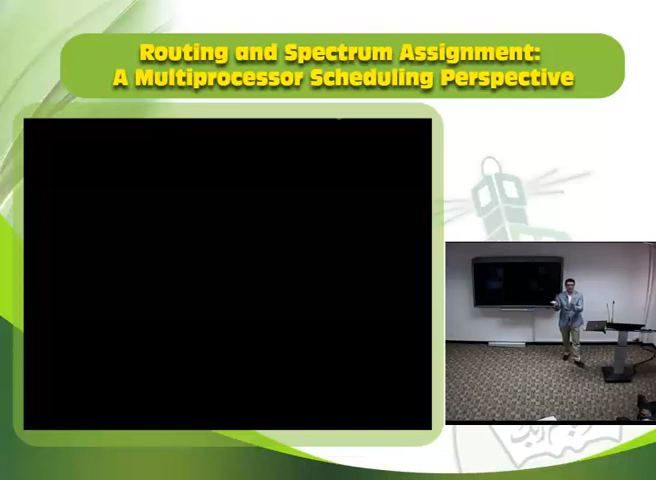 Routing and Spectrum Assignment:
A Multiprocessor Scheduling Perspective